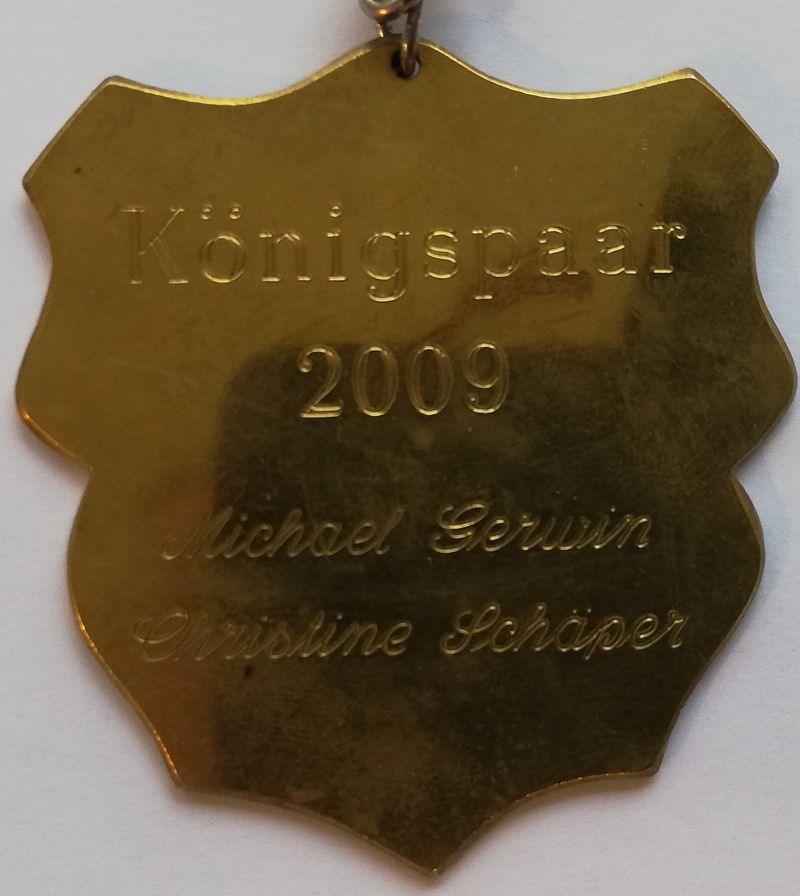 Königspaar
2009
Michael Gerwin
Christine Schäper